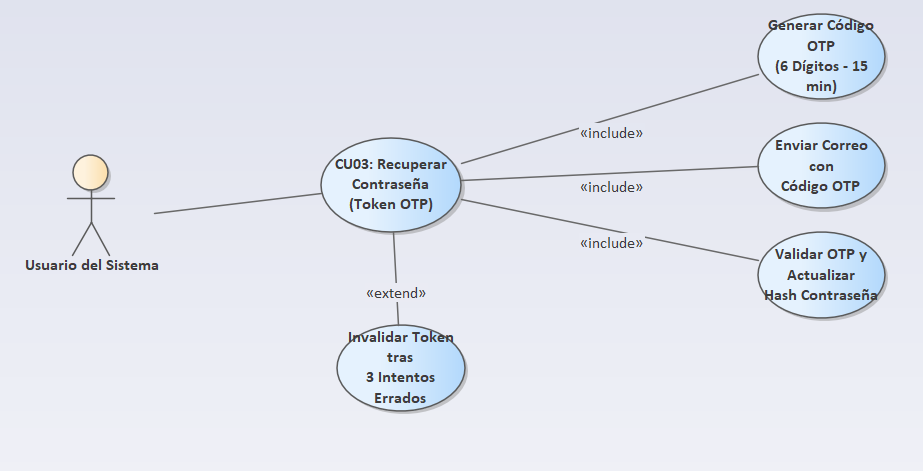 Generar Código
OTP
(6 Dígitos - 15
min)
«include»
CU03: Recuperar
Contraseña
(Token OTP)
Enviar Correo
con
Código OTP
«include»
Usuario del Sistema
«include»
Validar OTP y
Actualizar
Hash Contraseña
«extend»
Invalidar Token
tras
3 Intentos
Errados